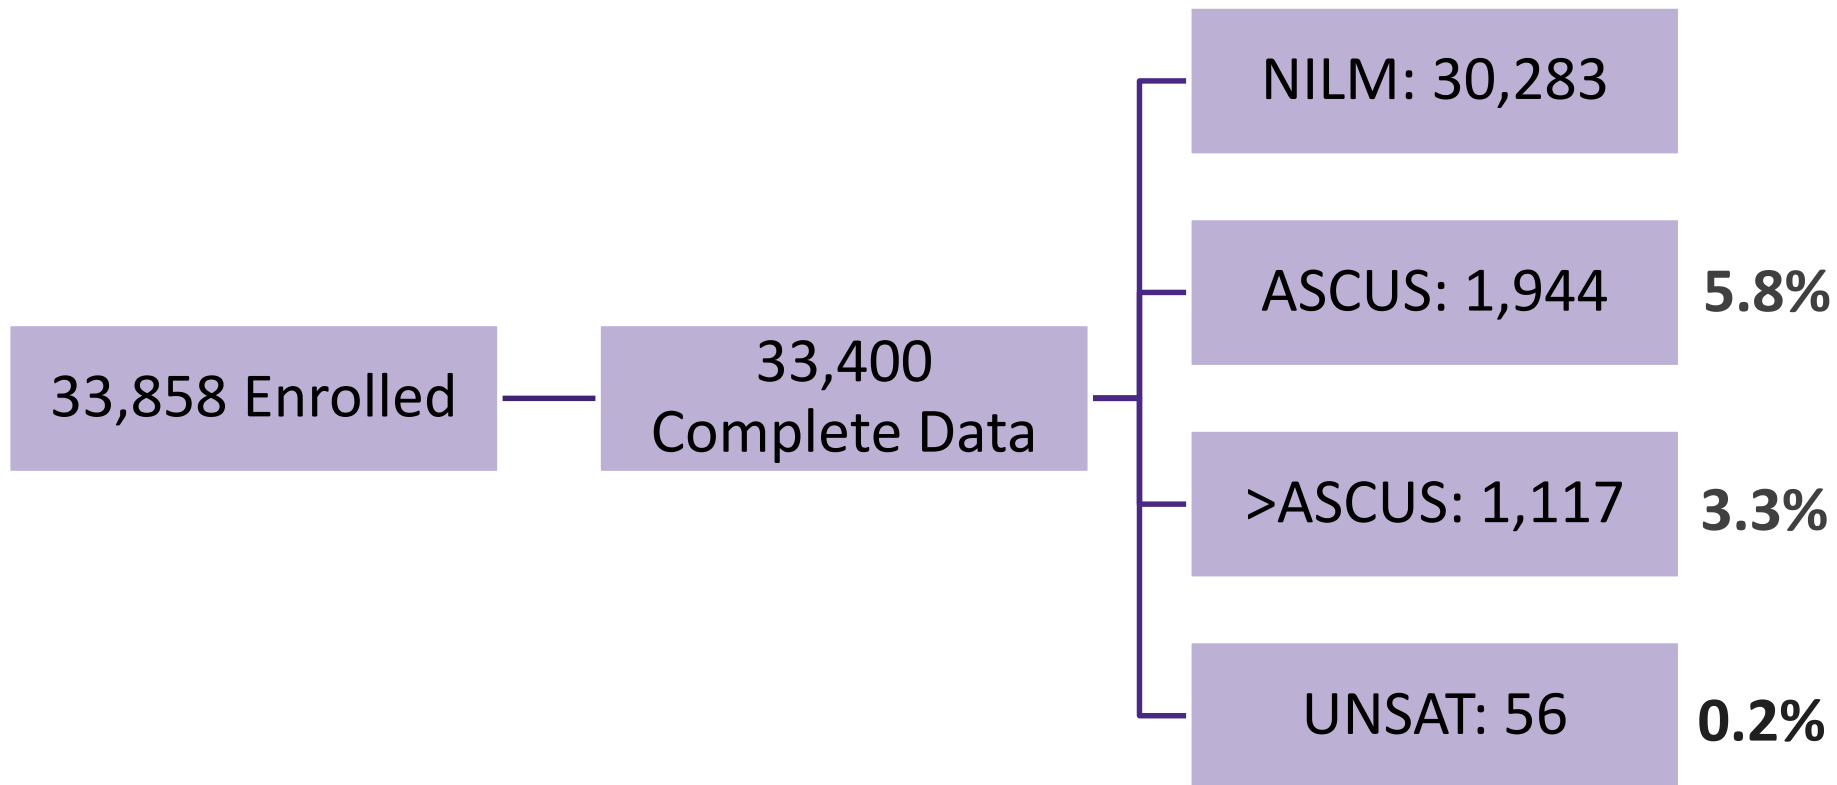 33,858 Enrolled
33,400
Complete Data
NILM: 30,283
ASCUS: 1,944
5.8%
>ASCUS: 1,117
3.3%
UNSAT: 56
0.2%